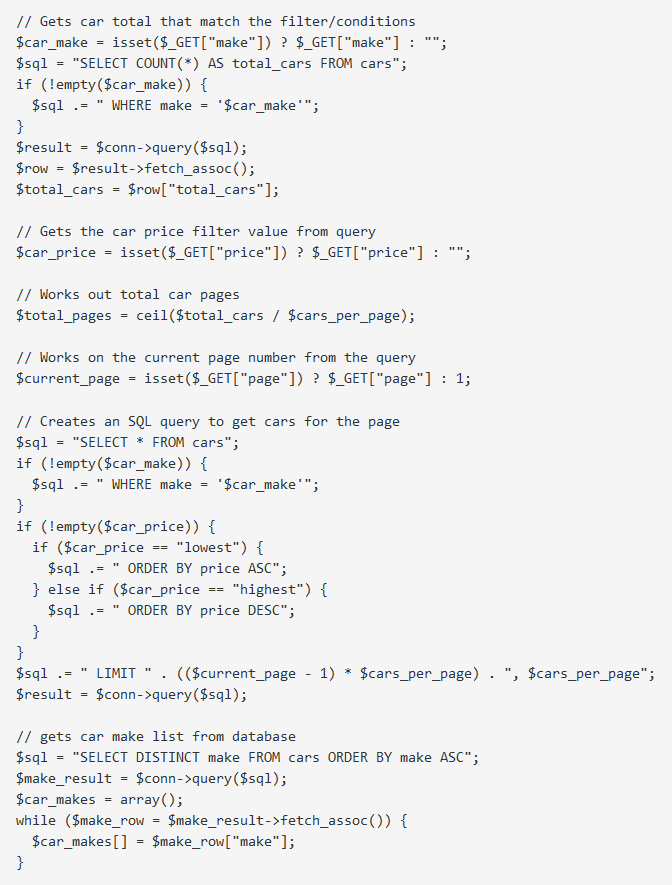 // Gets car total that match the filter/conditions
$car_make = isset($_GET["make"]) ? $_GET["make"] : "";
$sql = "SELECT COUNT(*) AS total_cars FROM cars";
if (!empty($car_make)) {
  $sql .= " WHERE make = '$car_make'";
}
$result = $conn->query($sql);
$row = $result->fetch_assoc();
$total_cars = $row["total_cars"];

// Gets the car price filter value from query
$car_price = isset($_GET["price"]) ? $_GET["price"] : "";

// Works out total car pages
$total_pages = ceil($total_cars / $cars_per_page);

// Works on the current page number from the query
$current_page = isset($_GET["page"]) ? $_GET["page"] : 1;

// Creates an SQL query to get cars for the page
$sql = "SELECT * FROM cars";
if (!empty($car_make)) {
  $sql .= " WHERE make = '$car_make'";
}
if (!empty($car_price)) {
  if ($car_price == "lowest") {
    $sql .= " ORDER BY price ASC";
  } else if ($car_price == "highest") {
    $sql .= " ORDER BY price DESC";
  }
}
$sql .= " LIMIT " . (($current_page - 1) * $cars_per_page) . ", $cars_per_page";
$result = $conn->query($sql);

// gets car make list from database
$sql = "SELECT DISTINCT make FROM cars ORDER BY make ASC";
$make_result = $conn->query($sql);
$car_makes = array();
while ($make_row = $make_result->fetch_assoc()) {
  $car_makes[] = $make_row["make"];
}